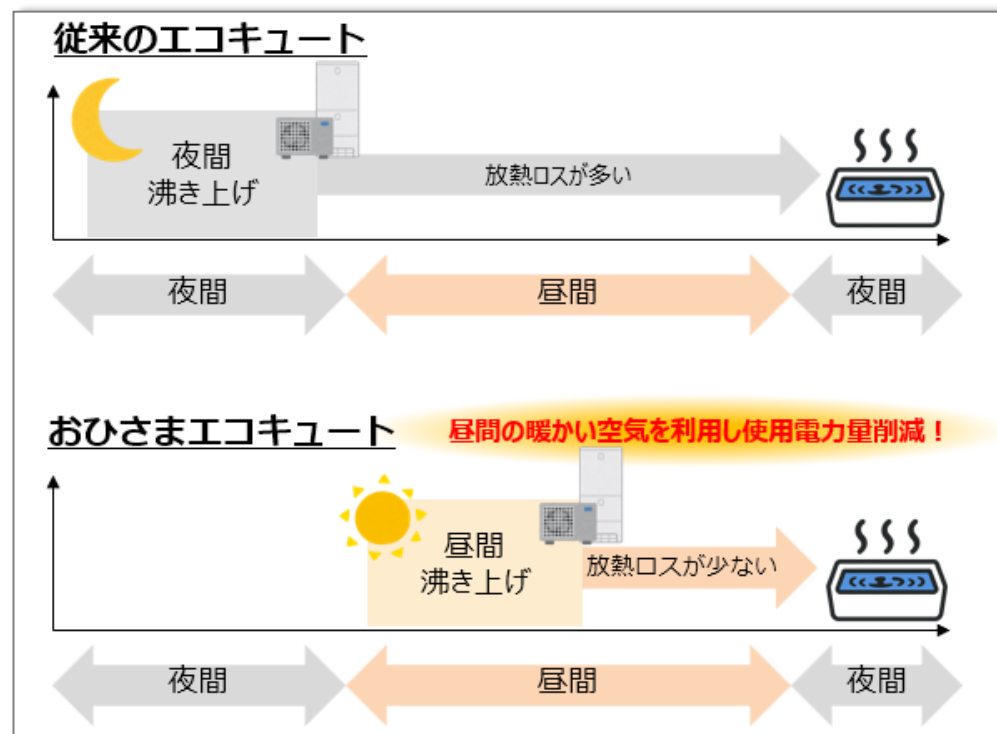 従来のエコキュート
夜間
沸き上げ
放熱ロスが多い
夜間
昼間
夜間
おひさまエコキュート
昼間の暖かい空気を利用し使用電力量削減！
昼間
沸き上げ
放熱ロスが少ない
夜間
昼間
夜間